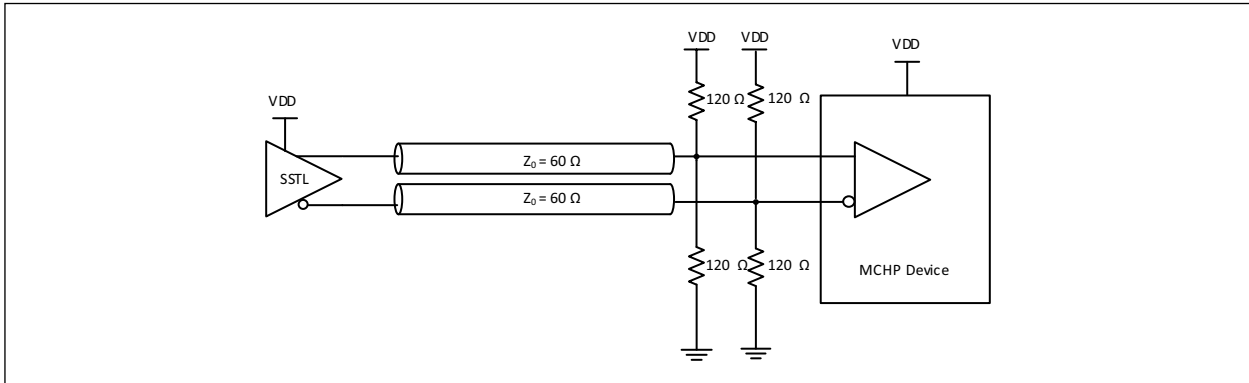 VDD VDD
VDD
120 Ω 120 Ω
VDD
Z₀ = 60 Ω
SSTL
Z₀ = 60 Ω
120 Ω 120 Ω
MCHP Device